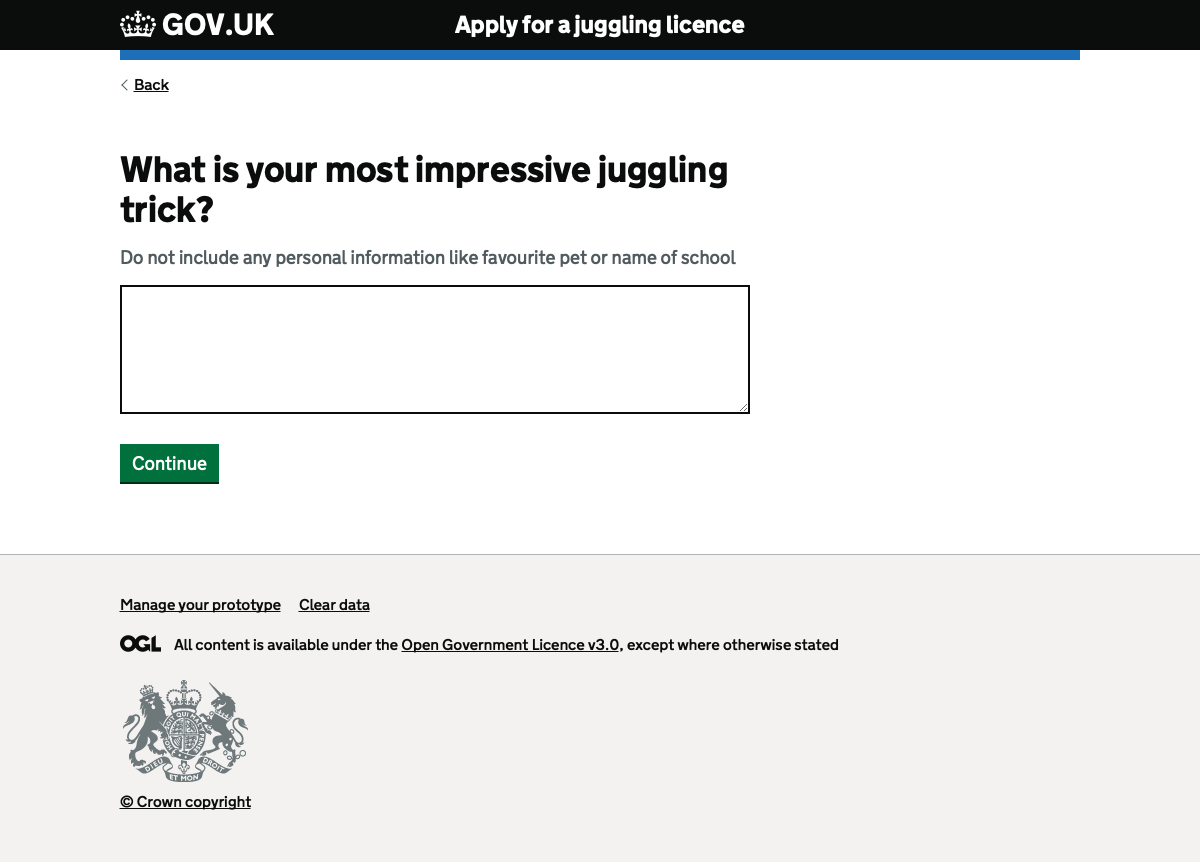 GOV.UK
Apply for a juggling licence
Back
What is your most impressive juggling
trick?
Do not include any personal information like favourite pet or name of school
Continue
Manage your prototype
Clear data
OGL
All content is available under the Open Government Licence v3.0, except where otherwise stated
DIEU ET MON DROIT
© Crown copyright